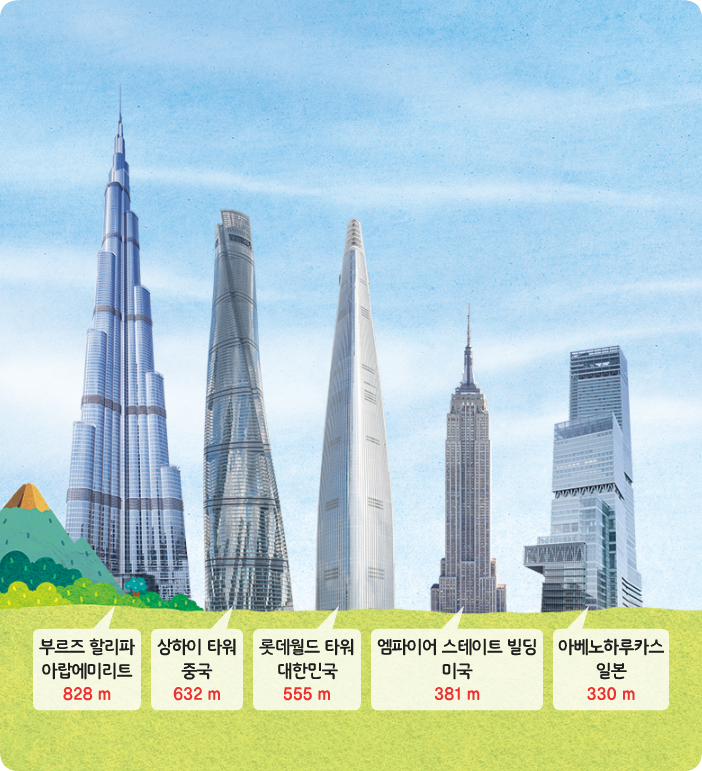 부르즈 할리파
아랍에미리트
828 m
상하이 타워
중국
632 m
롯데월드 타워
대한민국
555 m
엠파이어 스테이트 빌딩
미국
381 m
아베노하루카스
일본
330 m